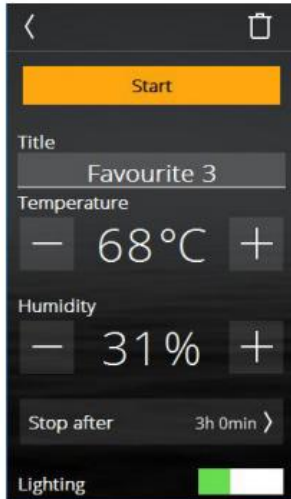 Start
Title
Favourite 3
Temperature
— 68°C +
Humidity
— 31% +
Stop after 3h 0min >
Lighting